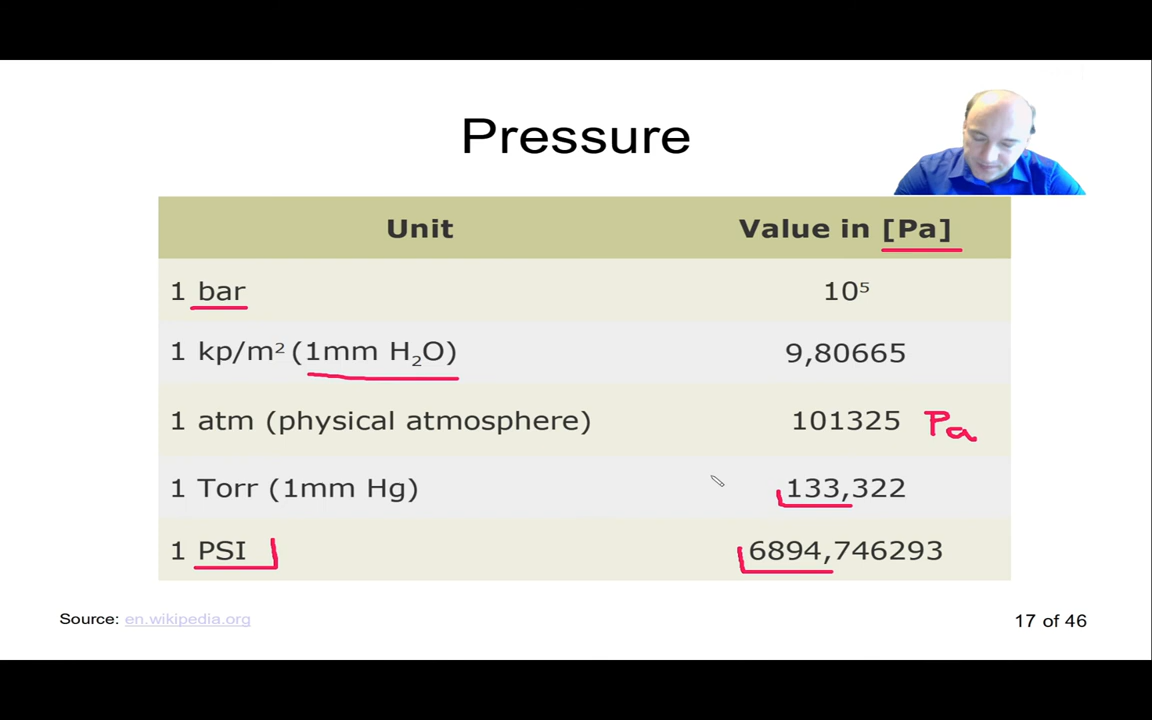 Pressure
Unit Value in [Pa]
1 bar 10⁵
1 kp/m² (1mm H₂O) 9,80665
1 atm (physical atmosphere) 101325 Pa
1 Torr (1mm Hg) 133,322
1 PSI 6894,746293
Source: en.wikipedia.org
17 of 46